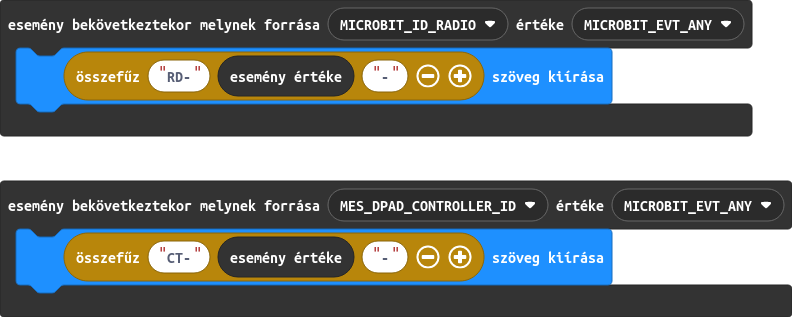 esemény bekövetkeztekor melynek forrása MICROBIT_ID_RADIO értéke MICROBIT_EVT_ANY
összefűz "RD-" esemény értéke "-" szöveg kiírása
esemény bekövetkeztekor melynek forrása MES_DPAD_CONTROLLER_ID értéke MICROBIT_EVT_ANY
összefűz "CT-" esemény értéke "-" szöveg kiírása